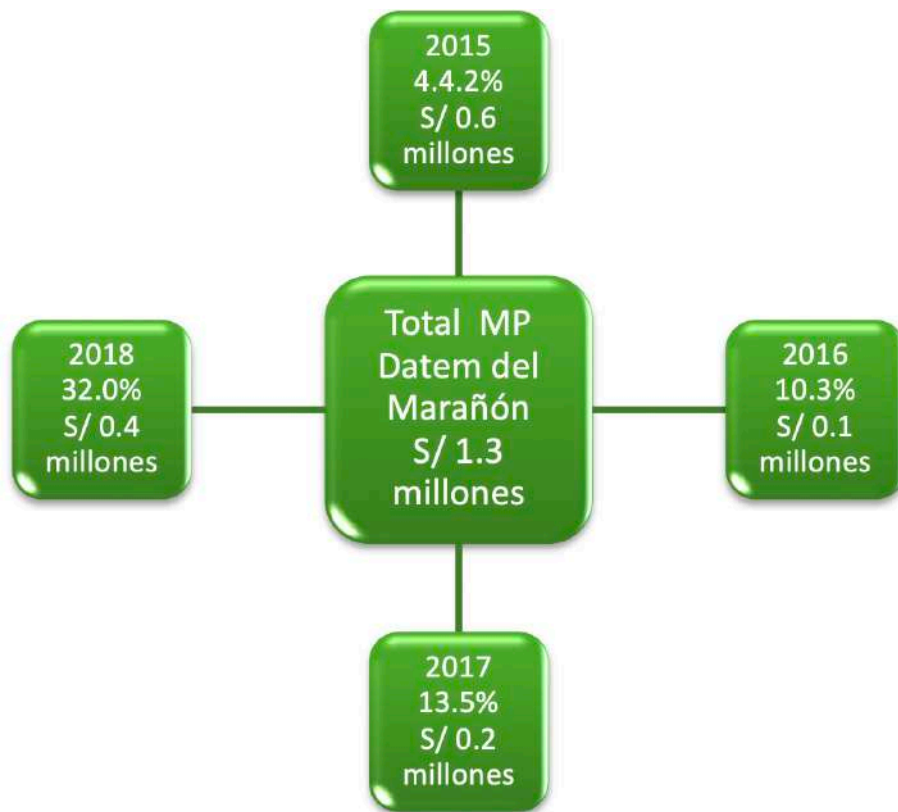 2015
4.4.2%
S/ 0.6
millones
Total MP
Datem del
Marañón
S/ 1.3
millones
2018
32.0%
S/ 0.4
millones
2016
10.3%
S/ 0.1
millones
2017
13.5%
S/ 0.2
millones